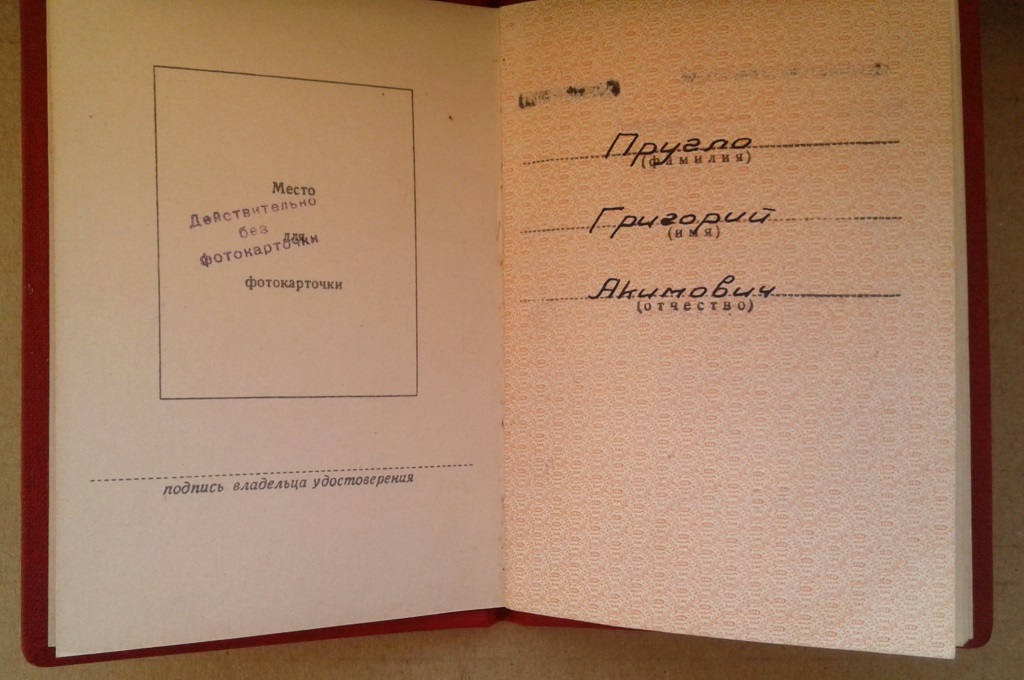 Место
Действительно
без
для
фотокарточки
фотокарточки
подпись владельца удостоверения
Пругло
(фамилия)
Григорий
(имя)
Акимович
(отчество)